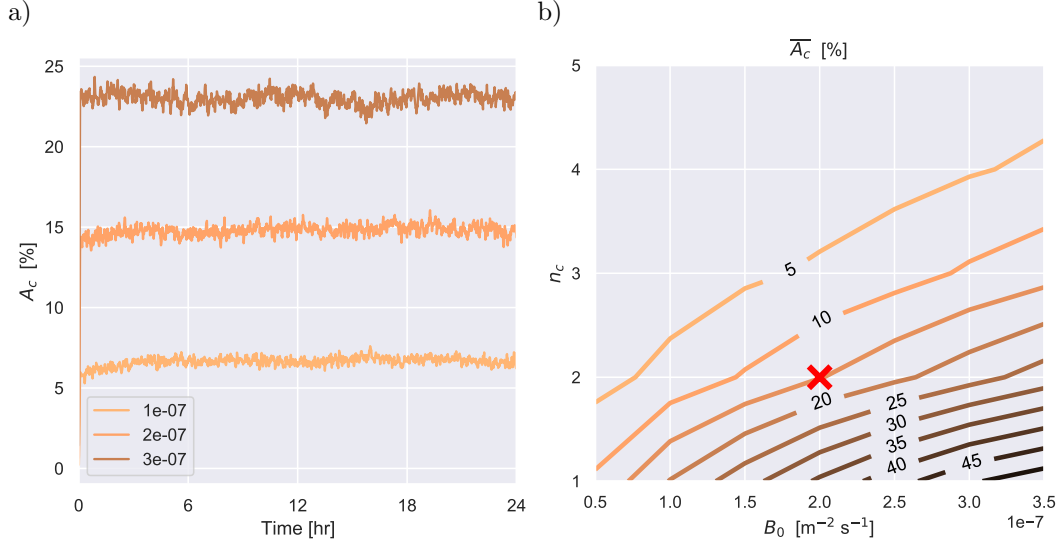 a)
25
20
15
10
5
0
A_c [%]
1e-07
2e-07
3e-07
0
6
12
18
24
Time [hr]
b)
\overline{A_c} [%]
5
4
3
2
1
n_c
5
10
20
25
30
35
40
45
0.5
1.0
1.5
2.0
2.5
3.0
3.5
1e-7
B_0 [m^{-2} s^{-1}]